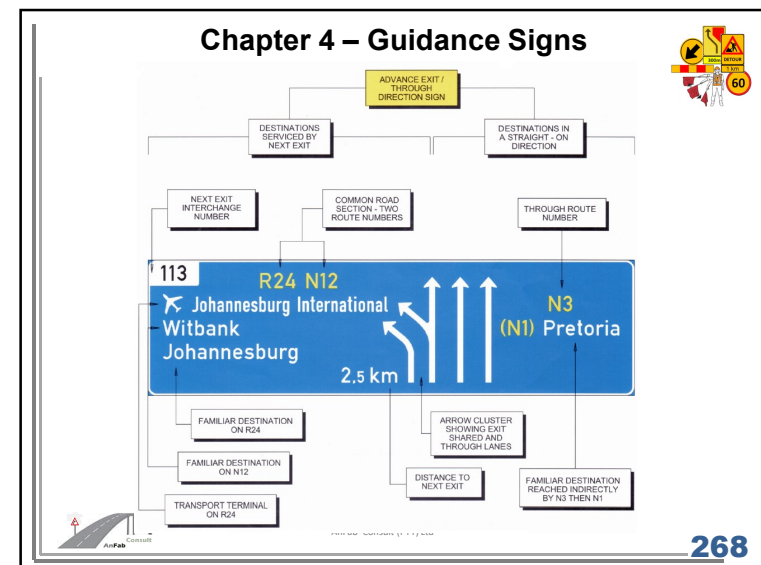 Chapter 4 – Guidance Signs
300m
DETOUR
1 km
60
ADVANCE EXIT /
THROUGH
DIRECTION SIGN
DESTINATIONS
SERVICED BY
NEXT EXIT
DESTINATIONS IN
A STRAIGHT - ON
DIRECTION
NEXT EXIT
INTERCHANGE
NUMBER
COMMON ROAD
SECTION - TWO
ROUTE NUMBERS
THROUGH ROUTE
NUMBER
113
R24 N12
Johannesburg International
Witbank
Johannesburg
2,5 km
N3
(N1) Pretoria
FAMILIAR DESTINATION
ON R24
FAMILIAR DESTINATION
ON N12
TRANSPORT TERMINAL
ON R24
ARROW CLUSTER
SHOWING EXIT
SHARED AND
THROUGH LANES
DISTANCE TO
NEXT EXIT
FAMILIAR DESTINATION
REACHED INDIRECTLY
BY N3 THEN N1
AnFab Consult
268